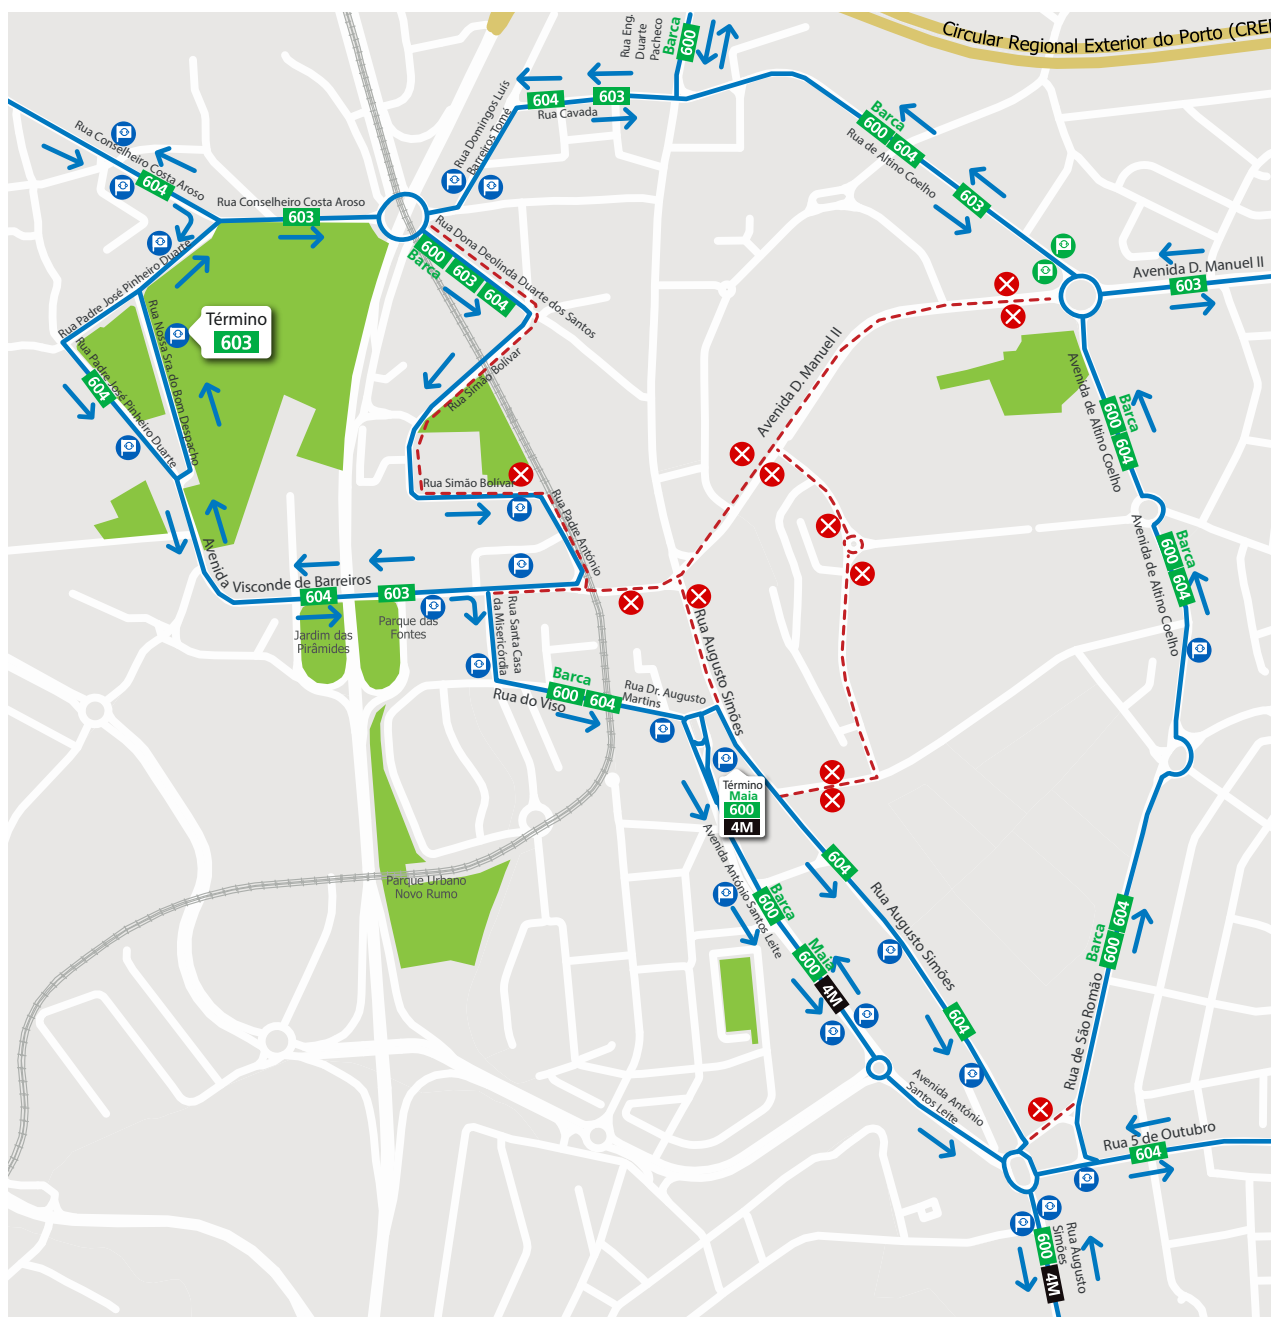 Circular Regional Exterior do Porto (CREP
Rua Eng.
Duarte
Pacheco
Barca
600
604
603
Rua Cavada
Rua Domingos Luís
Barreiros Tomé
Barca
600 604
Rua de Altino Coelho
603
Rua Conselheiro Costa Aroso
604
Rua Conselheiro Costa Aroso
603
Rua Dona Deolinda Duarte dos Santos
600 603 604
Barca
Avenida D. Manuel II
603
Rua Padre José Pinheiro Duarte
Término
603
Rua Nossa Sra. do Bom Despacho
Rua Padre José Pinheiro Duarte
604
Rua Simão Bolívar
Rua Simão Bolívar
Rua Padre António
Avenida D. Manuel II
Avenida de Altino Coelho
Barca
600 604
Avenida de Altino Coelho
Barca
600 604
Avenida
Visconde de Barreiros
604
603
Jardim das
Pirâmides
Parque das
Fontes
Rua Santa Casa
da Misericórdia
Rua Augusto Simões
Barca
600 604
Rua do Viso
Rua Dr. Augusto
Martins
Término
Maia
600
4M
Avenida António Santos Leite
604
Rua Augusto Simões
Parque Urbano
Novo Rumo
Barca
600
Maia
600
4M
604
Barca
600 604
Rua de São Romão
Avenida António
Santos Leite
Rua 5 de Outubro
604
Rua Augusto
Simões
600
4M